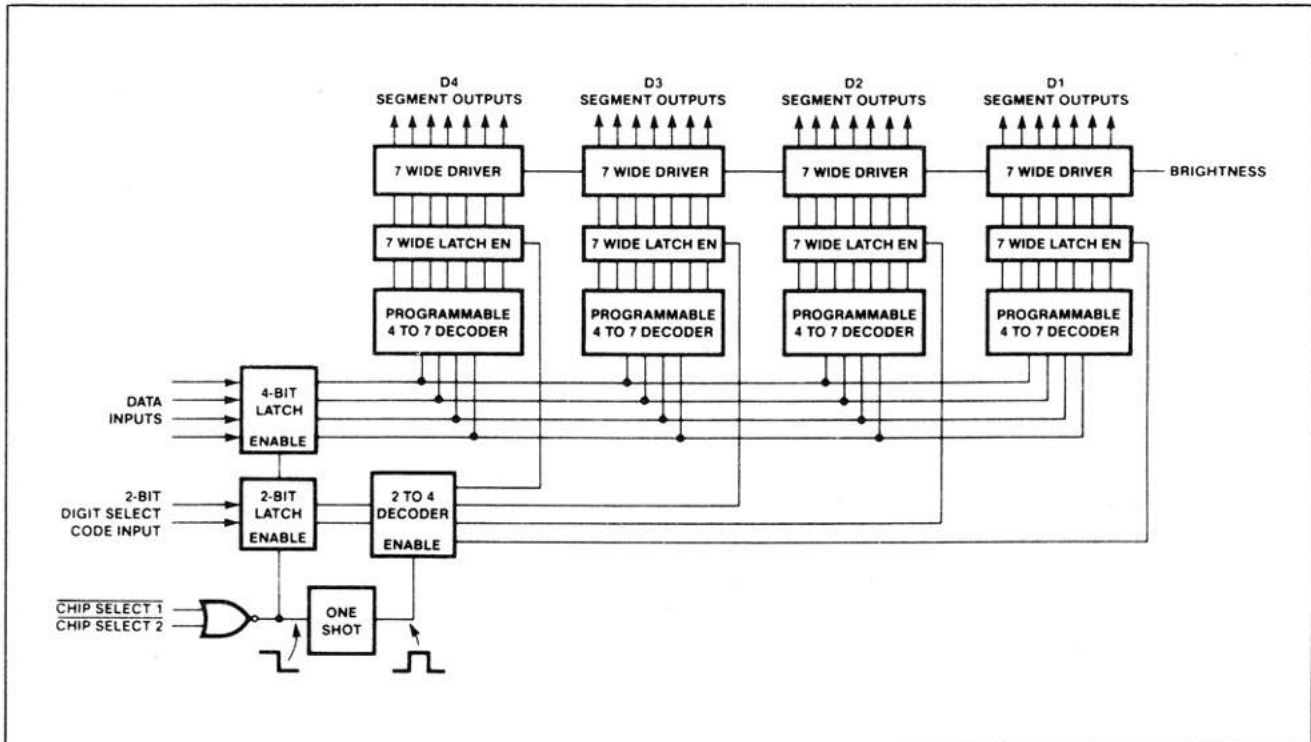 D4
SEGMENT OUTPUTS
D3
SEGMENT OUTPUTS
D2
SEGMENT OUTPUTS
D1
SEGMENT OUTPUTS
7 WIDE DRIVER
7 WIDE DRIVER
7 WIDE DRIVER
7 WIDE DRIVER
BRIGHTNESS
7 WIDE LATCH EN
7 WIDE LATCH EN
7 WIDE LATCH EN
7 WIDE LATCH EN
PROGRAMMABLE
4 TO 7 DECODER
PROGRAMMABLE
4 TO 7 DECODER
PROGRAMMABLE
4 TO 7 DECODER
PROGRAMMABLE
4 TO 7 DECODER
DATA
INPUTS
4-BIT
LATCH
ENABLE
2-BIT
DIGIT SELECT
CODE INPUT
2-BIT
LATCH
ENABLE
2 TO 4
DECODER
ENABLE
CHIP SELECT 1
CHIP SELECT 2
ONE
SHOT